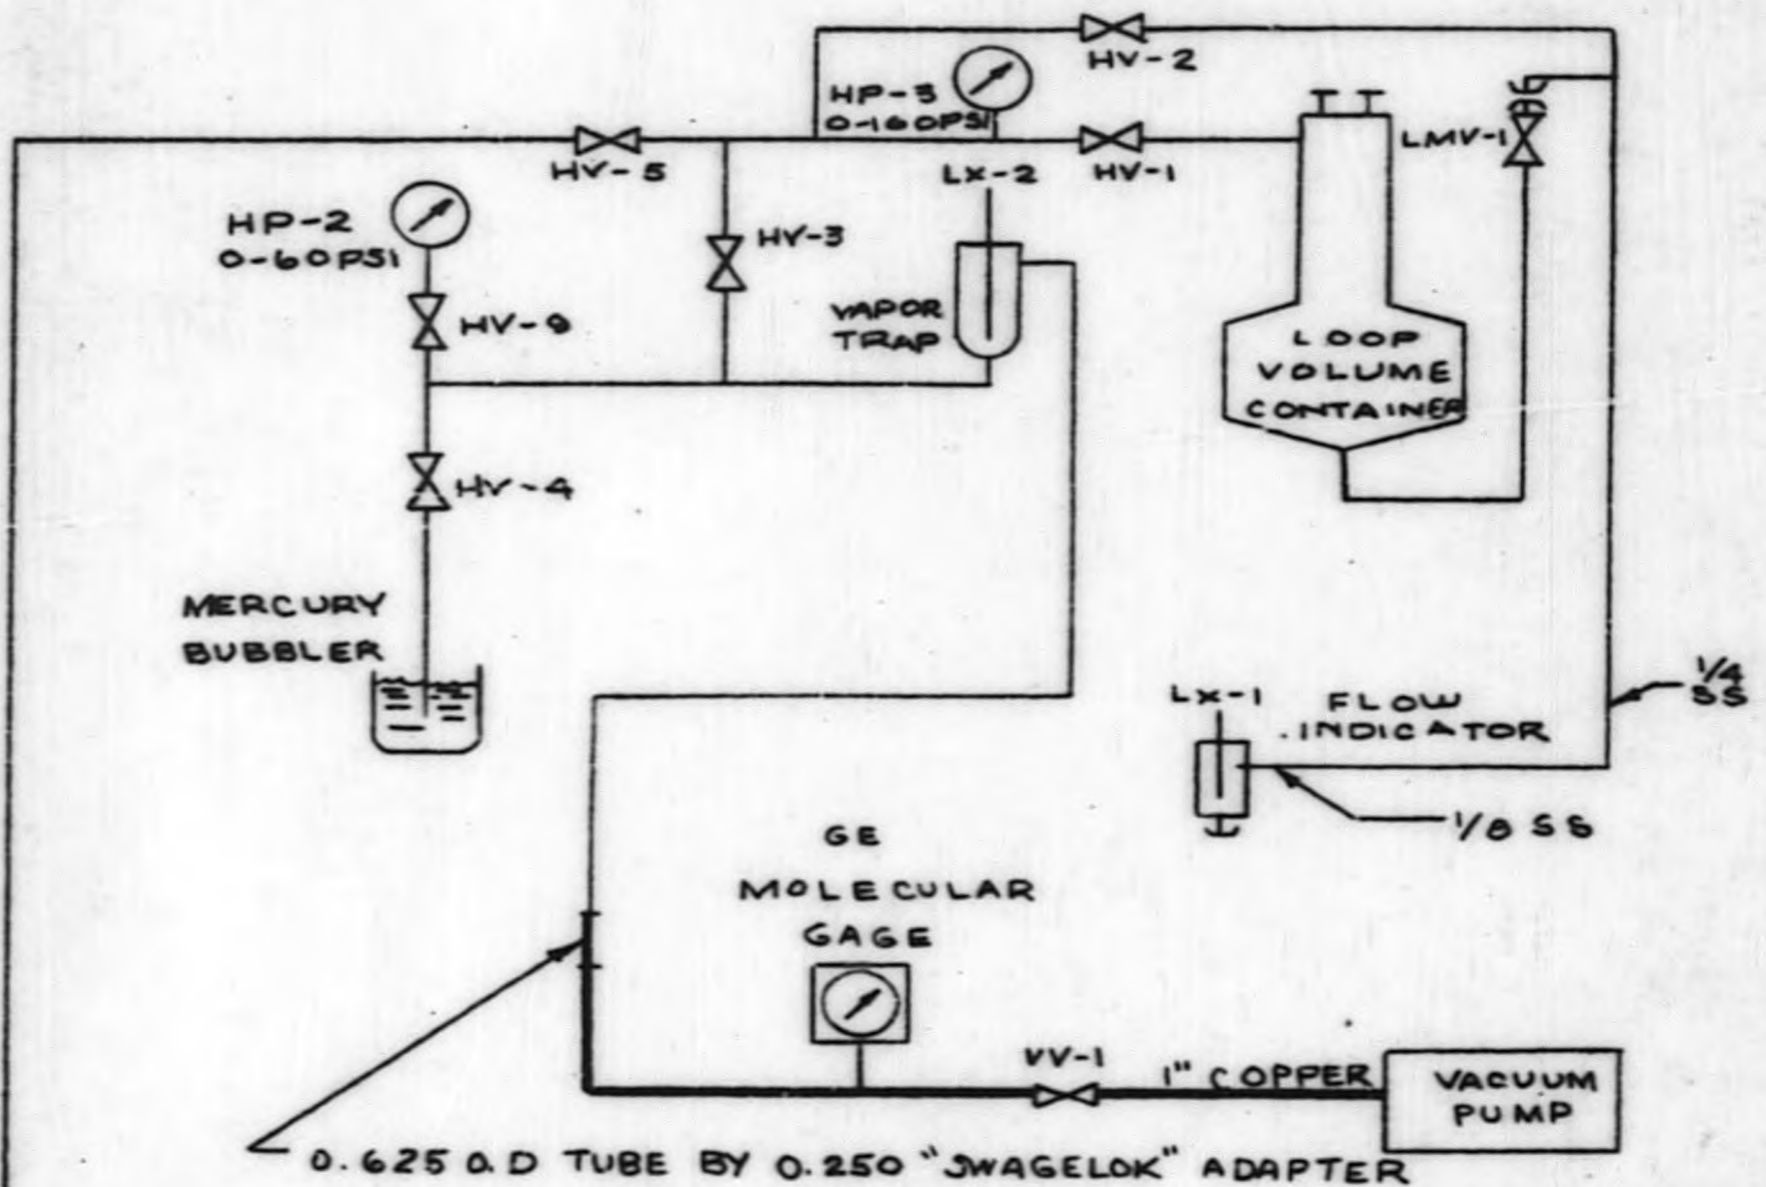 HV-2
HP-3
0-160PSI
LMV-1
HV-5
LX-2
HV-1
HP-2
0-60PSI
HV-3
VAPOR
TRAP
HV-9
LOOP
VOLUME
CONTAINER
HV-4
MERCURY
BUBBLER
LX-1
FLOW
INDICATOR
1/4
SS
1/8 SS
GE
MOLECULAR
GAGE
VV-1
1" COPPER
VACUUM
PUMP
0.625 O.D TUBE BY 0.250 "SWAGELOK" ADAPTER